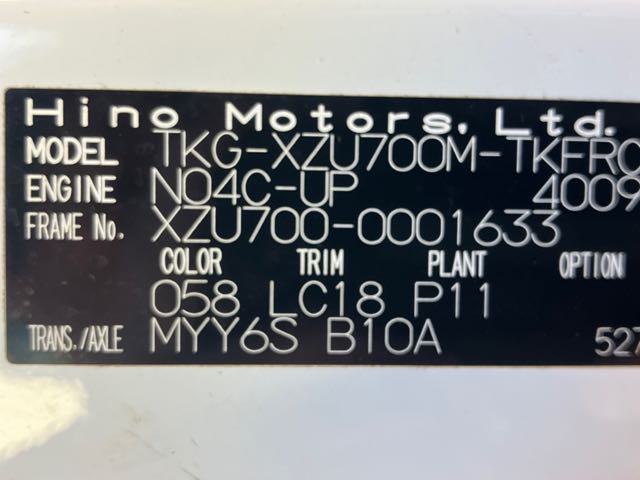 Hino Motors, Ltd.
MODEL TKG-XZU700M-TKFRC
ENGINE N04C-UP 4009
FRAME No. XZU700-0001633
COLOR TRIM PLANT OPTION
058 LC18 P11
TRANS./AXLE MYY6S B10A 527